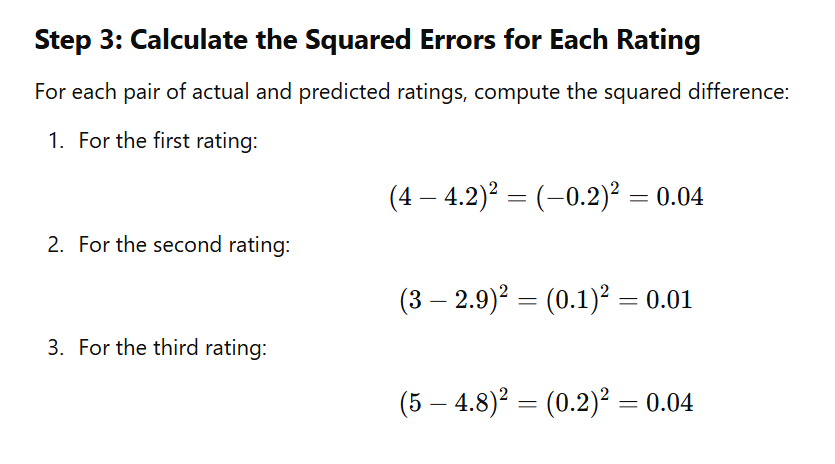 Step 3: Calculate the Squared Errors for Each Rating
For each pair of actual and predicted ratings, compute the squared difference:
1. For the first rating:
(4 − 4.2)² = (−0.2)² = 0.04
2. For the second rating:
(3 − 2.9)² = (0.1)² = 0.01
3. For the third rating:
(5 − 4.8)² = (0.2)² = 0.04